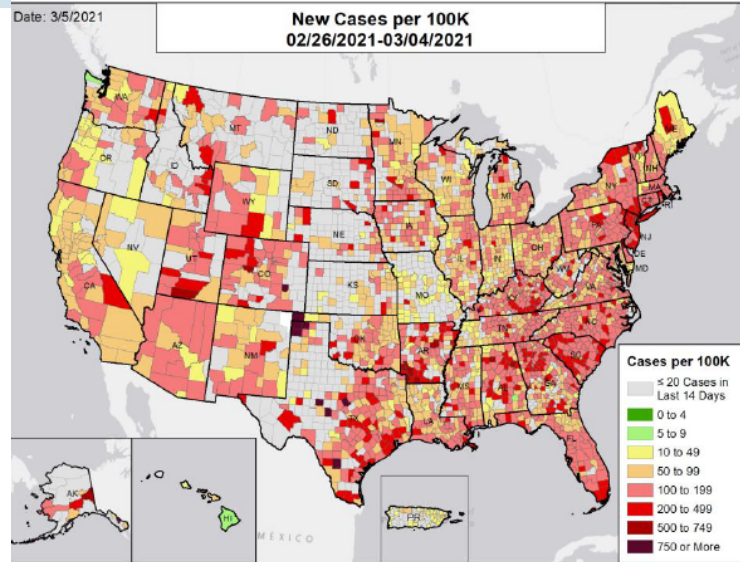 Date: 3/5/2021
New Cases per 100K
02/26/2021-03/04/2021
WA
MT
ND
MN
ME
OR
ID
SD
WI
MI
NY
VT
NH
MA
RI
WY
NE
IA
PA
NJ
NV
UT
CO
KS
MO
IL
IN
OH
WV
VA
DE
MD
CA
KY
AZ
NM
OK
AR
TN
NC
SC
TX
LA
MS
AL
GA
FL
AK
HI
PR
MÉXICO
Cases per 100K
≤ 20 Cases in
Last 14 Days
0 to 4
5 to 9
10 to 49
50 to 99
100 to 199
200 to 499
500 to 749
750 or More